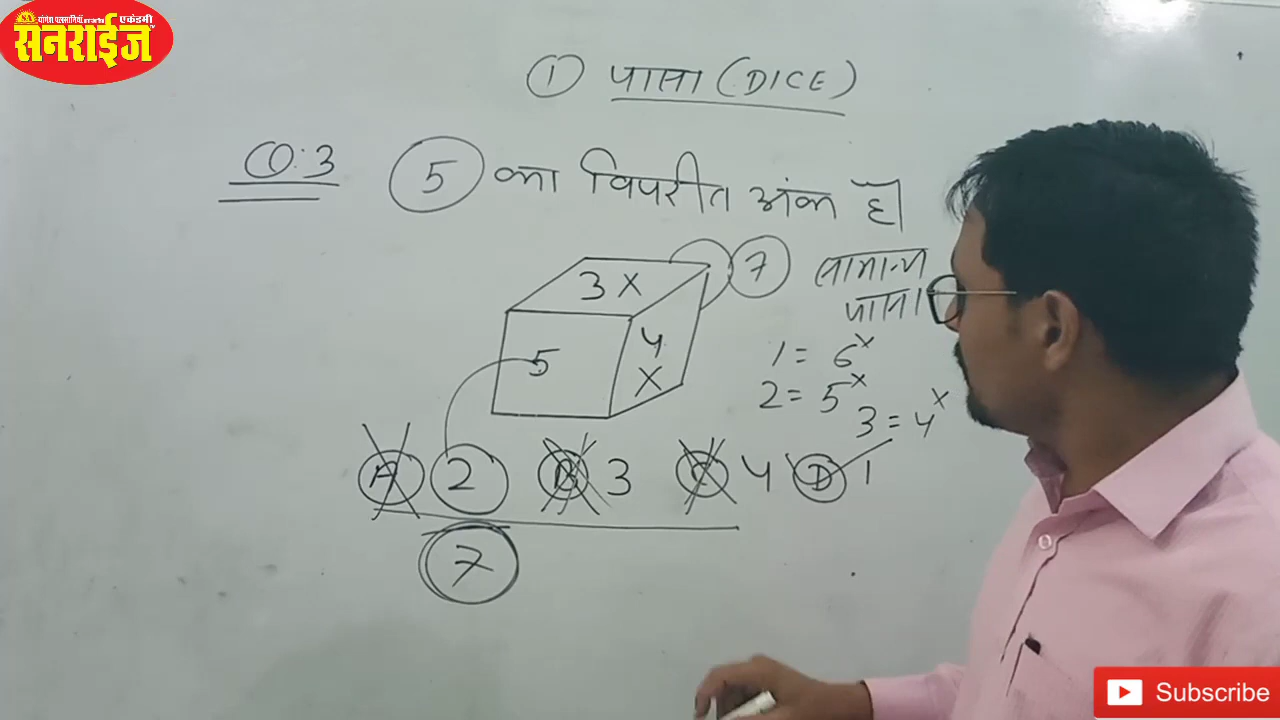 सनराईज
एकेडमी
① पासा (DICE)
Q.3 5 का विपरीत अंक है।
3 x 7 सामान्य
पासा
5 4 x
1 = 6 x
2 = 5 x
3 = 4 x
A 2 B 3 C 4 D 1
7
Subscribe